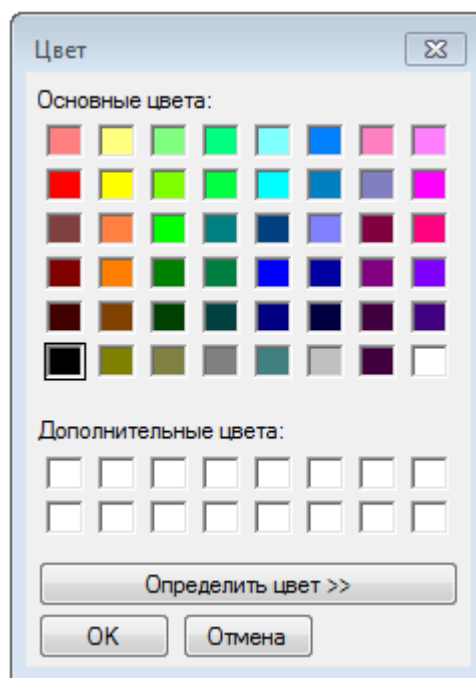 Цвет
Основные цвета:
Дополнительные цвета:
Определить цвет >>
OK
Отмена